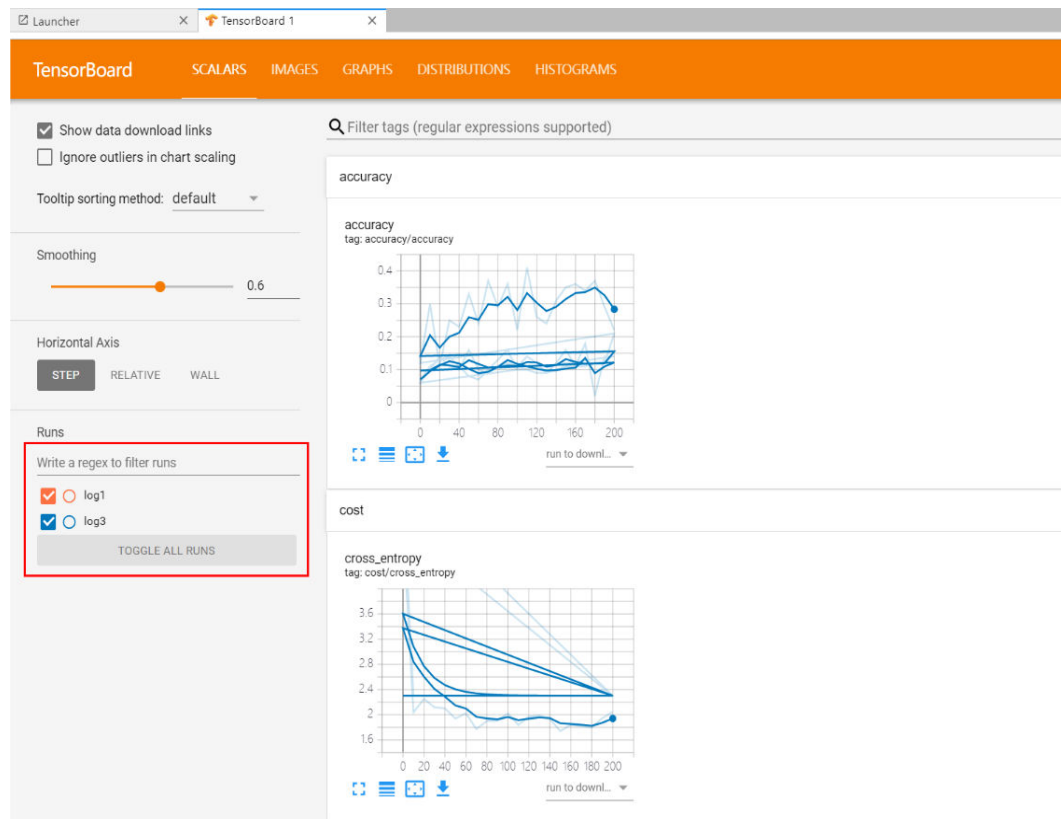 Launcher
TensorBoard 1
TensorBoard
SCALARS IMAGES GRAPHS DISTRIBUTIONS HISTOGRAMS
Show data download links
Ignore outliers in chart scaling
Tooltip sorting method: default
Smoothing
0.6
Horizontal Axis
STEP RELATIVE WALL
Runs
Write a regex to filter runs
log1
log3
TOGGLE ALL RUNS
Filter tags (regular expressions supported)
accuracy
accuracy
tag: accuracy/accuracy
0.4
0.3
0.2
0.1
0
0 40 80 120 160 200
run to downl...
cost
cross_entropy
tag: cost/cross_entropy
3.6
3.2
2.8
2.4
2
1.6
0 20 40 60 80 100 120 140 160 180 200
run to downl...